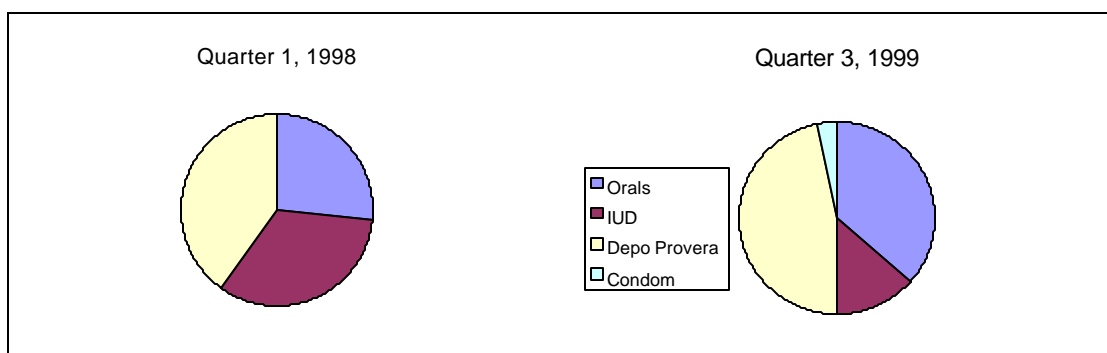 Quarter 1, 1998
Quarter 3, 1999
Orals
IUD
Depo Provera
Condom